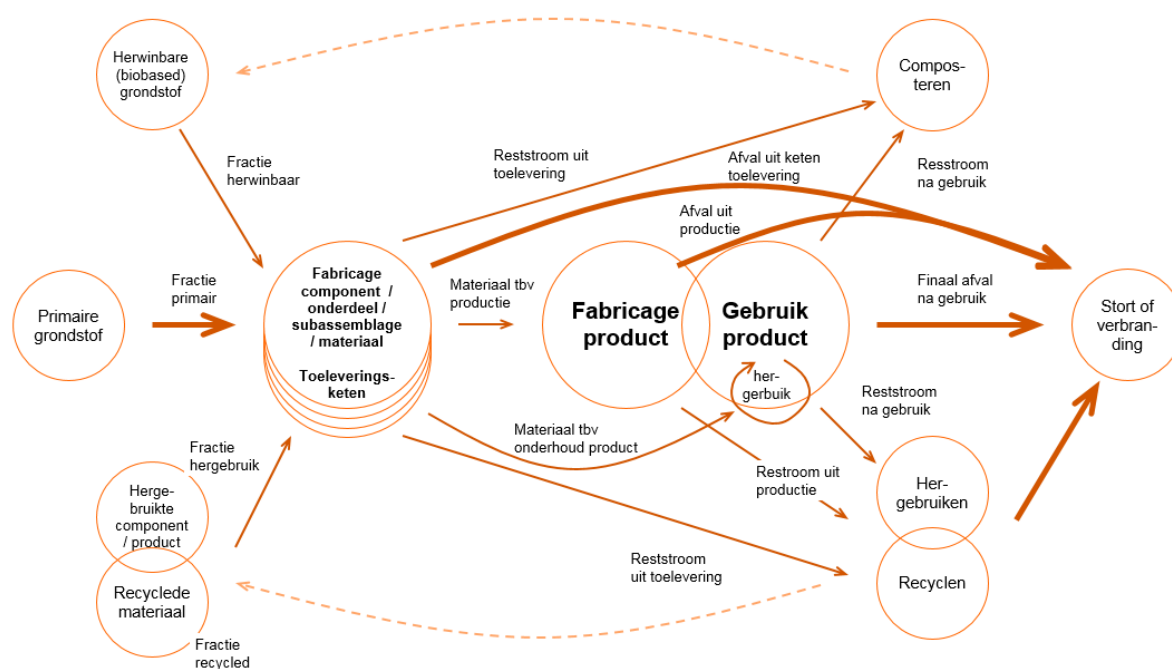 Herwinbare
(biobased)
grondstof
Compos-
teren
Fractie
herwinbaar
Reststroom uit
toelevering
Afval uit keten
toelevering
Resstroom
na gebruik
Afval uit
productie
Primaire
grondstof
Fractie
primair
Fabricage
component /
onderdeel /
subassemblage
/ materiaal
Toeleverings-
keten
Materiaal tbv
productie
Fabricage
product
Gebruik
product
her-
gerbuik
Finaal afval
na gebruik
Stort of
verbran-
ding
Reststroom
na gebruik
Materiaal tbv
onderhoud product
Fractie
hergebruik
Restroom uit
productie
Herge-
bruikte
component
/ product
Her-
gebruiken
Reststroom
uit toelevering
Recyclede
materiaal
Recyclen
Fractie
recycled